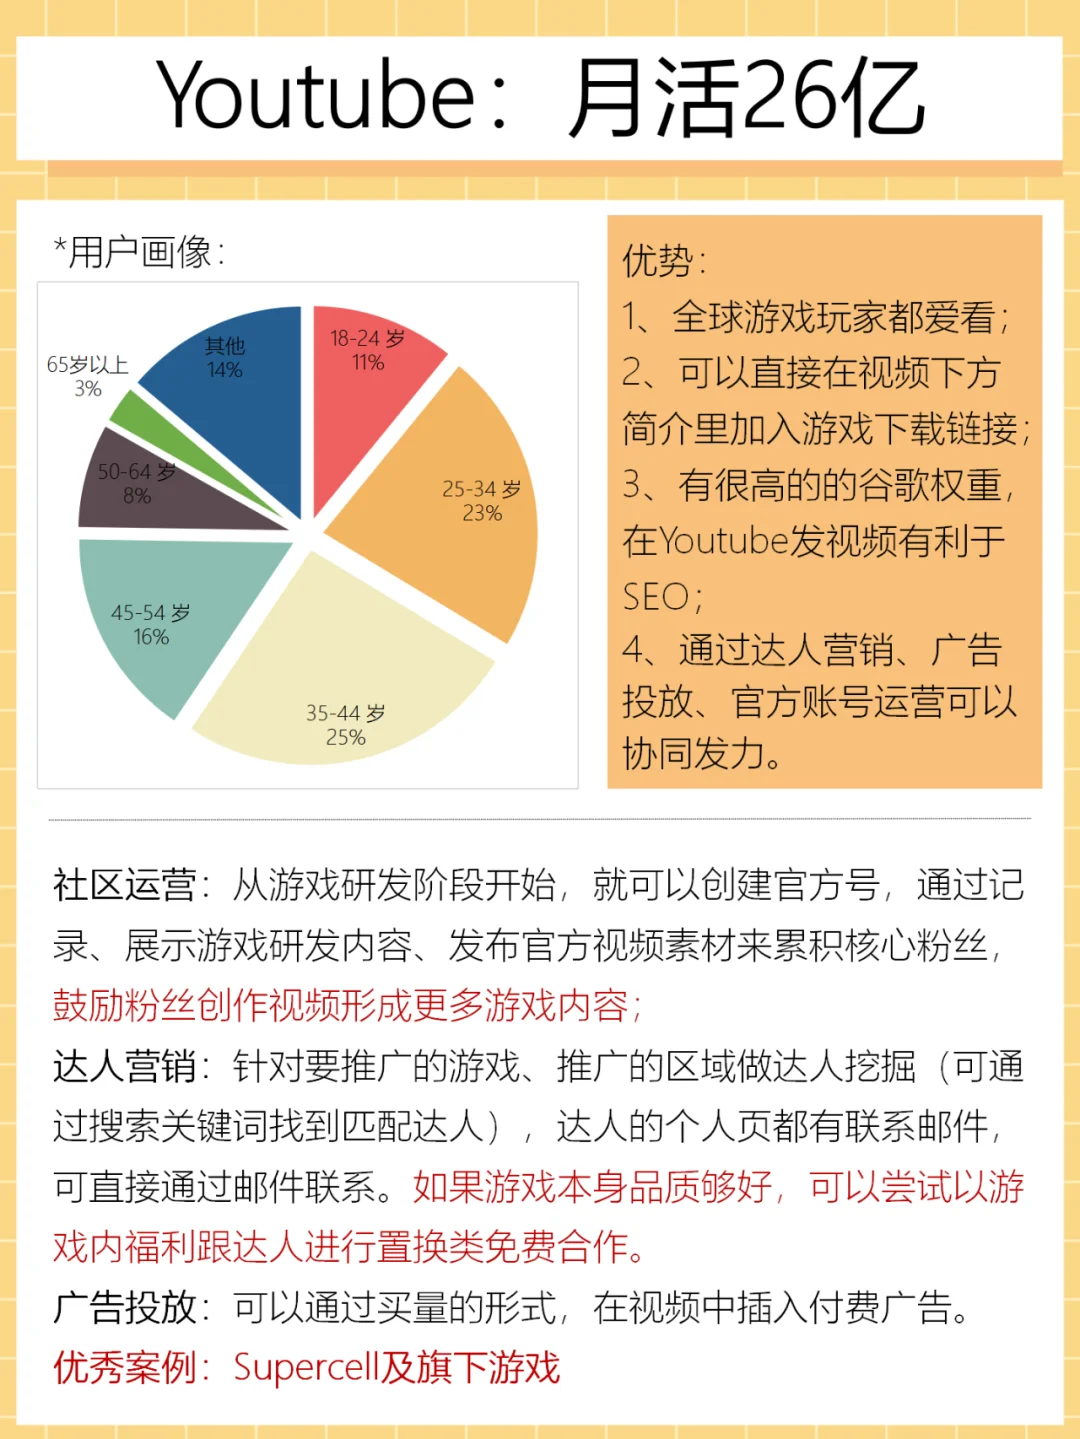 Youtube：月活26亿
*用户画像：
其他
14%
18-24 岁
11%
65岁以上
3%
50-64 岁
8%
25-34 岁
23%
45-54 岁
16%
35-44 岁
25%
优势：
1、全球游戏玩家都爱看；
2、可以直接在视频下方
简介里加入游戏下载链接；
3、有很高的的谷歌权重，
在Youtube发视频有利于
SEO；
4、通过达人营销、广告
投放、官方账号运营可以
协同发力。
社区运营：从游戏研发阶段开始，就可以创建官方号，通过记
录、展示游戏研发内容、发布官方视频素材来累积核心粉丝，
鼓励粉丝创作视频形成更多游戏内容；
达人营销：针对要推广的游戏、推广的区域做达人挖掘（可通
过搜索关键词找到匹配达人），达人的个人页都有联系邮件，
可直接通过邮件联系。如果游戏本身品质够好，可以尝试以游
戏内福利跟达人进行置换类免费合作。
广告投放：可以通过买量的形式，在视频中插入付费广告。
优秀案例：Supercell及旗下游戏